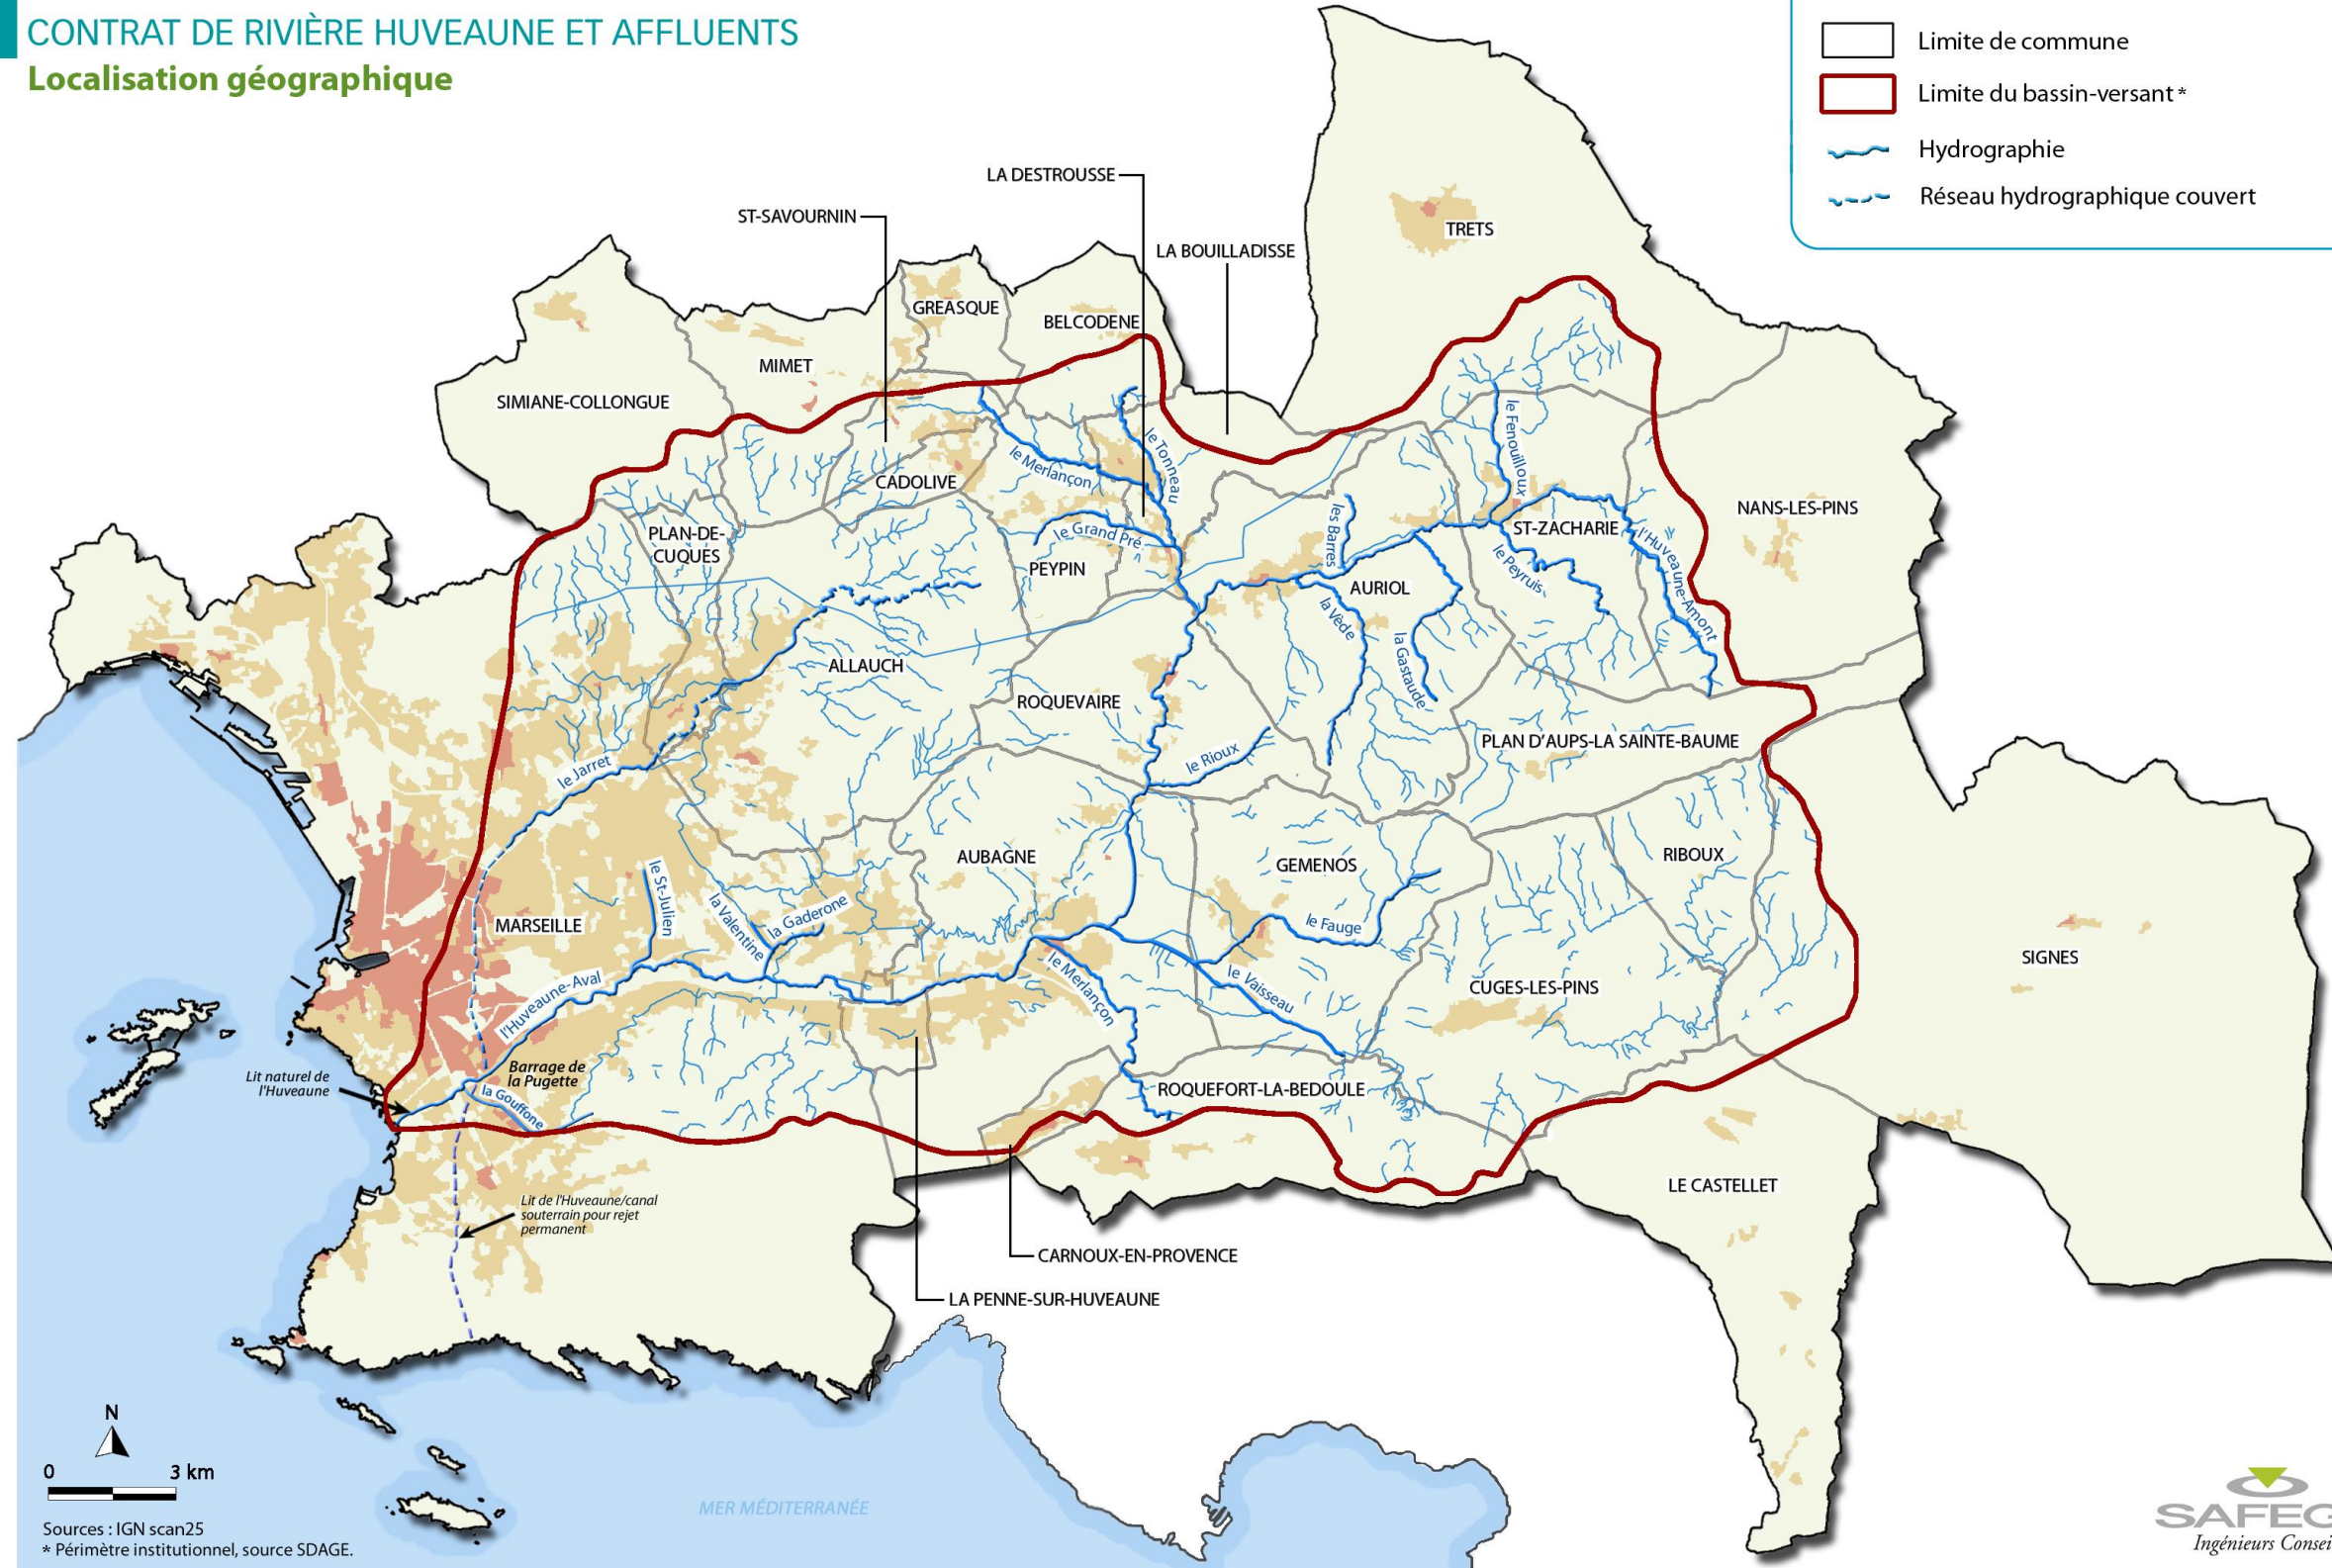 CONTRAT DE RIVIÈRE HUVEAUNE ET AFFLUENTS
Localisation géographique
Limite de commune
Limite du bassin-versant *
Hydrographie
Réseau hydrographique couvert
LA DESTROUSSE
ST-SAVOURNIN
LA BOUILLADISSE
TRETS
GREASQUE
BELCODENE
MIMET
SIMIANE-COLLONGUE
le Fenouilloux
le Tonneau
le Merlançon
CADOLIVE
NANS-LES-PINS
PLAN-DE-
CUQUES
le Grand Pré
les Barres
ST-ZACHARIE
l'Huveaune-Amont
PEYPIN
le Peyruis
AURIOL
la Vède
la Gastaude
ALLAUCH
ROQUEVAIRE
PLAN D'AUPS-LA SAINTE-BAUME
le Rioux
le Jarret
AUBAGNE
GEMENOS
RIBOUX
le St-Julien
la Valentine
la Gaderone
MARSEILLE
le Fauge
SIGNES
l'Huveaune-Aval
le Merlançon
le Vaisseau
CUGES-LES-PINS
Barrage de
la Pugette
Lit naturel de
l'Huveaune
la Gouffone
ROQUEFORT-LA-BEDOULE
LE CASTELLET
Lit de l'Huveaune/canal
souterrain pour rejet
permanent
CARNOUX-EN-PROVENCE
LA PENNE-SUR-HUVEAUNE
N
0 3 km
MER MÉDITERRANÉE
Sources : IGN scan25
* Périmètre institutionnel, source SDAGE.
SAFEG
Ingénieurs Consei